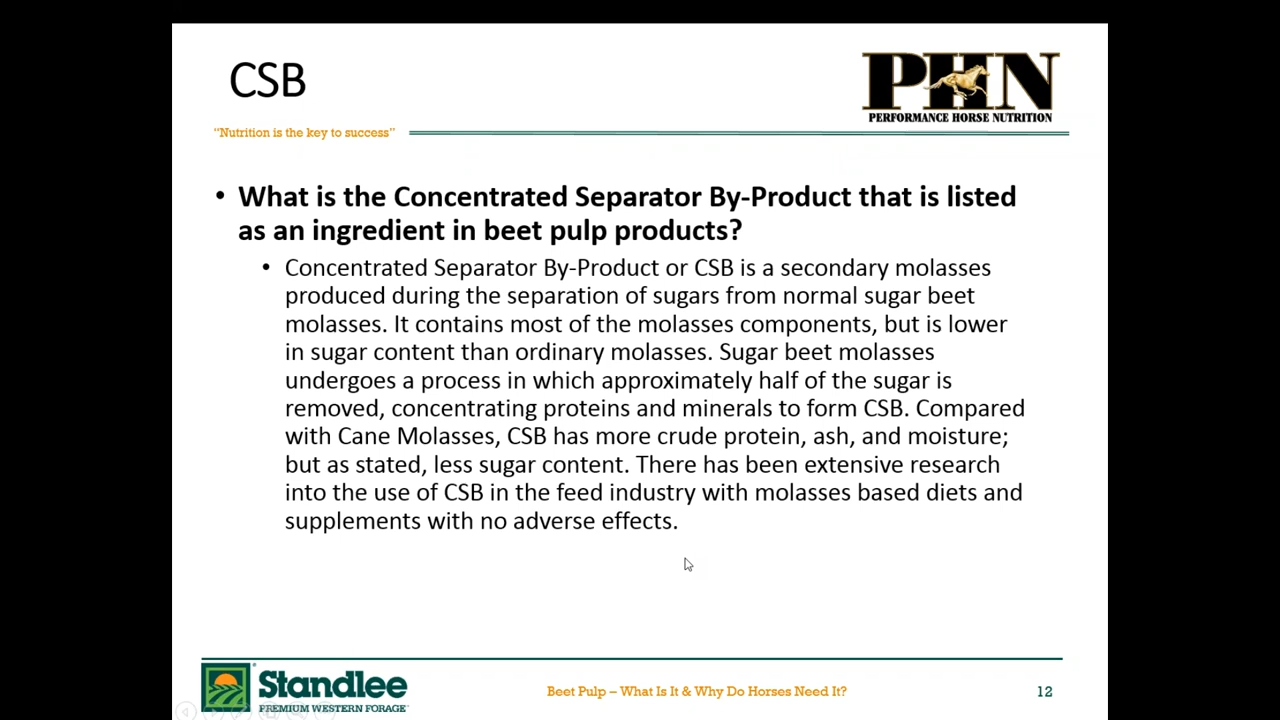 CSB
PHN
PERFORMANCE HORSE NUTRITION
“Nutrition is the key to success”
• What is the Concentrated Separator By-Product that is listed
as an ingredient in beet pulp products?
• Concentrated Separator By-Product or CSB is a secondary molasses
produced during the separation of sugars from normal sugar beet
molasses. It contains most of the molasses components, but is lower
in sugar content than ordinary molasses. Sugar beet molasses
undergoes a process in which approximately half of the sugar is
removed, concentrating proteins and minerals to form CSB. Compared
with Cane Molasses, CSB has more crude protein, ash, and moisture;
but as stated, less sugar content. There has been extensive research
into the use of CSB in the feed industry with molasses based diets and
supplements with no adverse effects.
Standlee
PREMIUM WESTERN FORAGE
Beet Pulp – What Is It & Why Do Horses Need It?
12